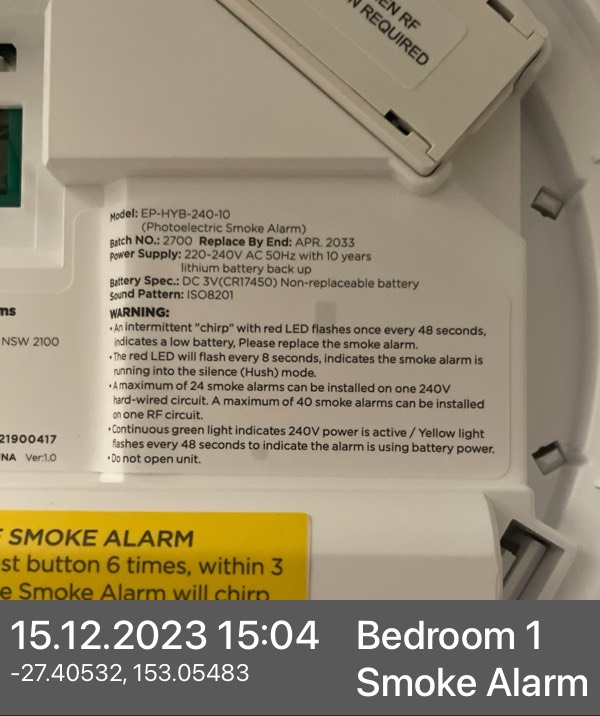 EN RF
N REQUIRED
Model: EP-HYB-240-10
(Photoelectric Smoke Alarm)
Batch NO.: 2700 Replace By End: APR. 2033
Power Supply: 220-240V AC 50Hz with 10 years
lithium battery back up
Battery Spec.: DC 3V(CR17450) Non-replaceable battery
Sound Pattern: ISO8201
WARNING:
•An intermittent "chirp" with red LED flashes once every 48 seconds,
indicates a low battery, Please replace the smoke alarm.
•The red LED will flash every 8 seconds, indicates the smoke alarm is
running into the silence (Hush) mode.
•A maximum of 24 smoke alarms can be installed on one 240V
hard-wired circuit. A maximum of 40 smoke alarms can be installed
on one RF circuit.
•Continuous green light indicates 240V power is active / Yellow light
flashes every 48 seconds to indicate the alarm is using battery power.
•Do not open unit.
ms
NSW 2100
21900417
NA Ver:1.0
F SMOKE ALARM
st button 6 times, within 3
e Smoke Alarm will chirp
15.12.2023 15:04
-27.40532, 153.05483
Bedroom 1
Smoke Alarm